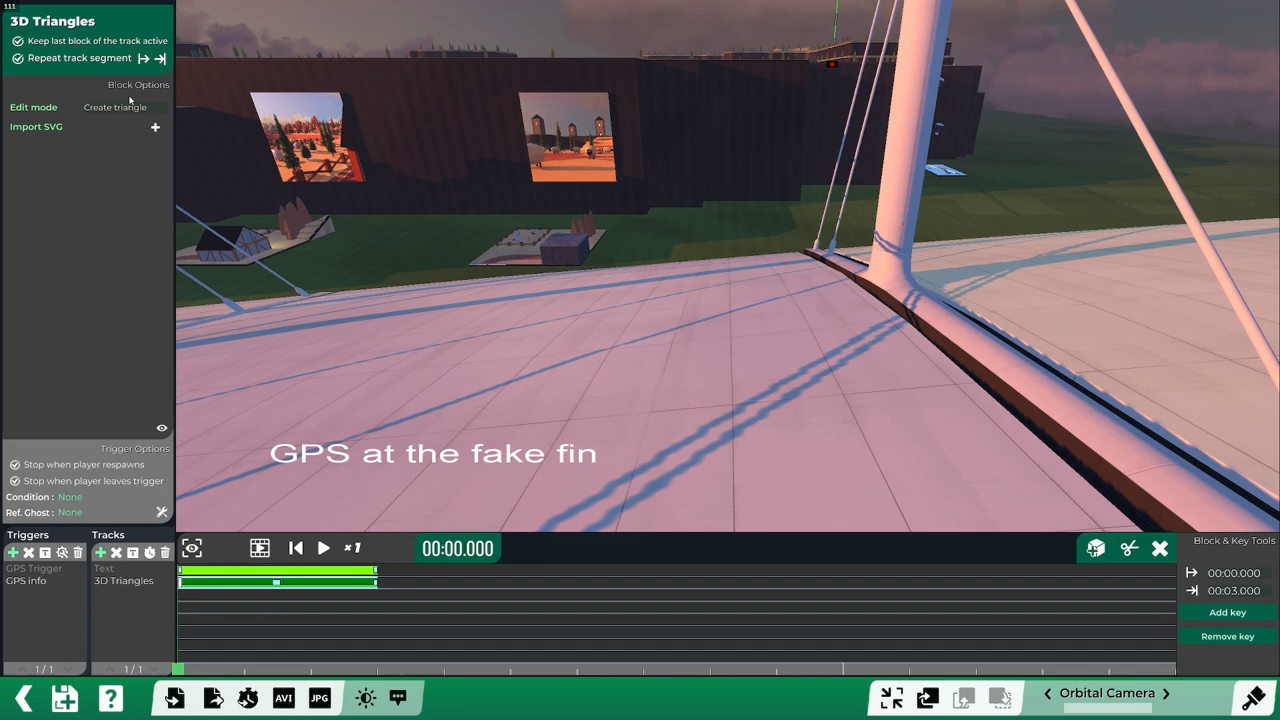 111
3D Triangles
Keep last block of the track active
Repeat track segment
Block Options
Edit mode Create triangle
Import SVG
GPS at the fake fin
Trigger Options
Stop when player respawns
Stop when player leaves trigger
Condition : None
Ref. Ghost : None
Triggers
GPS Trigger
GPS info
1 / 1
Tracks
Text
3D Triangles
1 / 1
× 1
00:00.000
Block & Key Tools
00:00.000
00:03.000
Add key
Remove key
?
AVI
JPG
Orbital Camera